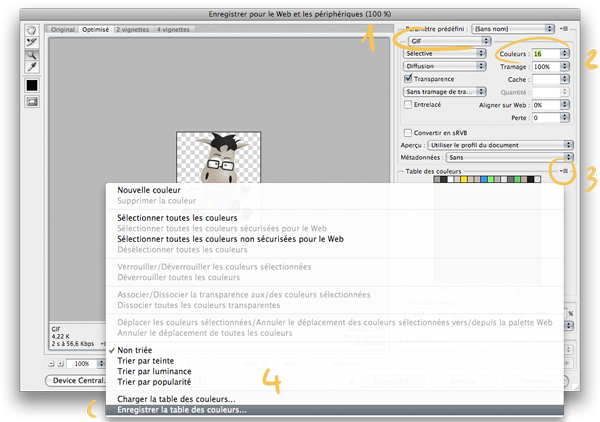 Enregistrer pour le Web et les périphériques (100 %)
Original Optimisé 2 vignettes 4 vignettes
1
Paramètre prédéfini : [Sans nom]
GIF
Sélective
Couleurs : 16
2
Diffusion
Tramage : 100%
Transparence
Cache :
Sans tramage de tra...
Quantité :
Entrelacé
Aligner sur Web : 0%
Perte : 0
Convertir en sRVB
Aperçu : Utiliser le profil du document
Métadonnées : Sans
Table des couleurs
3
Nouvelle couleur
Supprimer la couleur
Sélectionner toutes les couleurs
Sélectionner toutes les couleurs sécurisées pour le Web
Sélectionner toutes les couleurs non sécurisées pour le Web
Désélectionner toutes les couleurs
Verrouiller/Déverrouiller les couleurs sélectionnées
Déverrouiller toutes les couleurs
Associer/Dissocier la transparence aux/des couleurs sélectionnées
Dissocier toutes les couleurs transparentes
Déplacer les couleurs sélectionnées/Annuler le déplacement des couleurs sélectionnées vers/depuis la palette Web
Annuler le déplacement de toutes les couleurs
Non triée
Trier par teinte
Trier par luminance
Trier par popularité
4
Charger la table des couleurs...
Enregistrer la table des couleurs...
GIF
4,22 K
2 s à 56,6 Kbps
%
100%
Device Central...